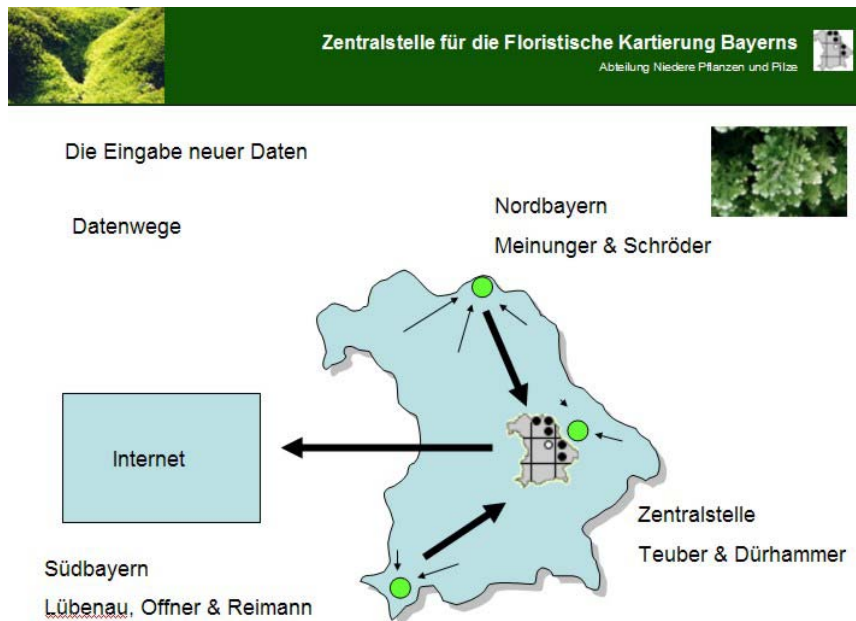 Zentralstelle für die Floristische Kartierung Bayerns
Abteilung Niedere Pflanzen und Pilze
Die Eingabe neuer Daten
Datenwege
Nordbayern
Meinunger & Schröder
Internet
Zentralstelle
Teuber & Dürhammer
Südbayern
Lübenau, Offner & Reimann